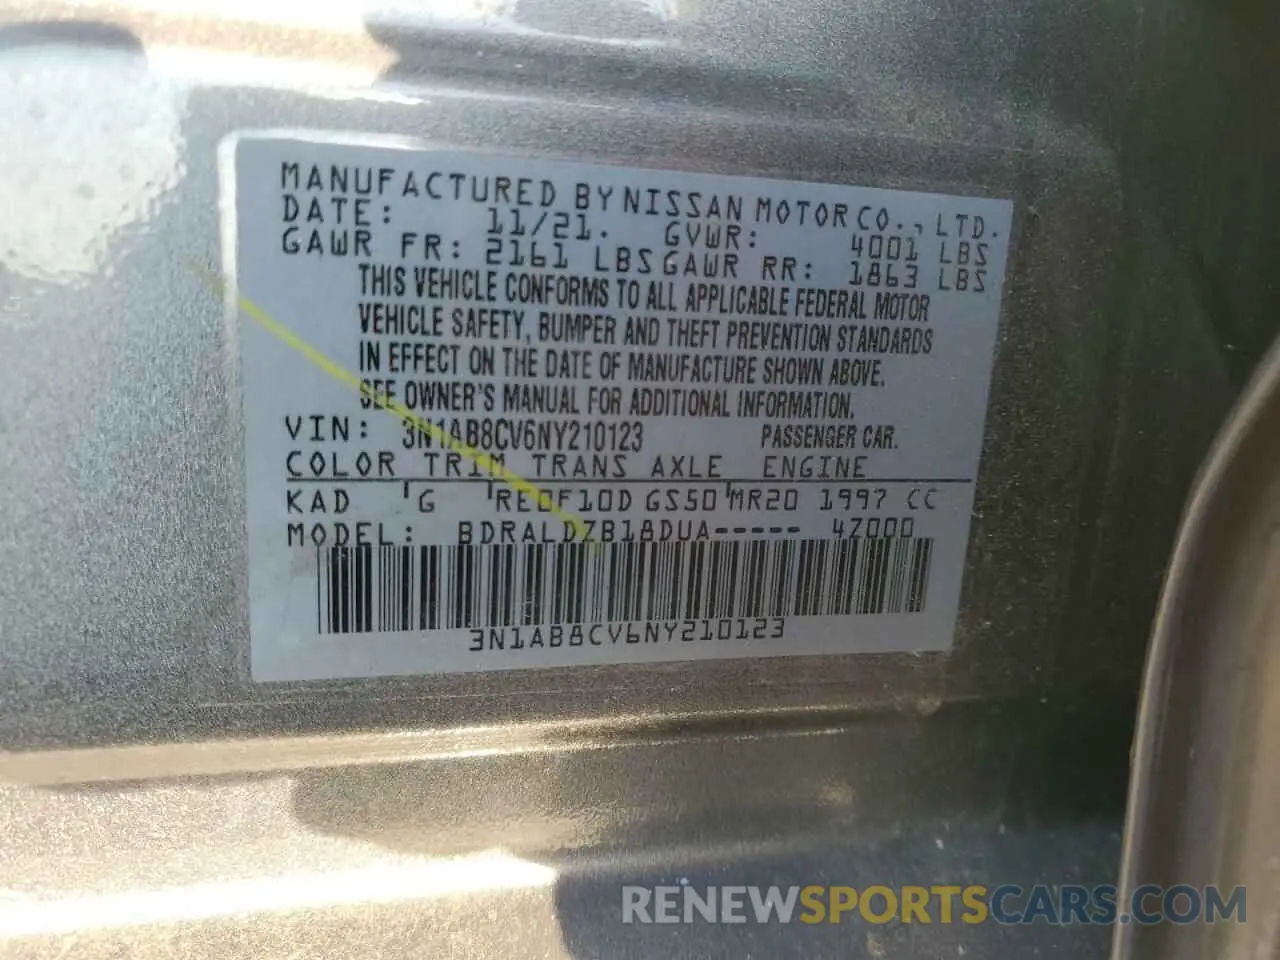 MANUFACTURED BY NISSAN MOTOR CO., LTD.
DATE: 11/21. GVWR: 4001 LBS
GAWR FR: 2161 LBS GAWR RR: 1863 LBS
THIS VEHICLE CONFORMS TO ALL APPLICABLE FEDERAL MOTOR
VEHICLE SAFETY, BUMPER AND THEFT PREVENTION STANDARDS
IN EFFECT ON THE DATE OF MANUFACTURE SHOWN ABOVE.
SEE OWNER'S MANUAL FOR ADDITIONAL INFORMATION.
VIN: 3N1AB8CV6NY210123 PASSENGER CAR.
COLOR TRIM TRANS AXLE ENGINE
KAD G RE0F10D GS50 MR20 1997 CC
MODEL: BDRALDZB18DUA----- 4Z000
3N1AB8CV6NY210123
RENEWSPORTSCARS.COM